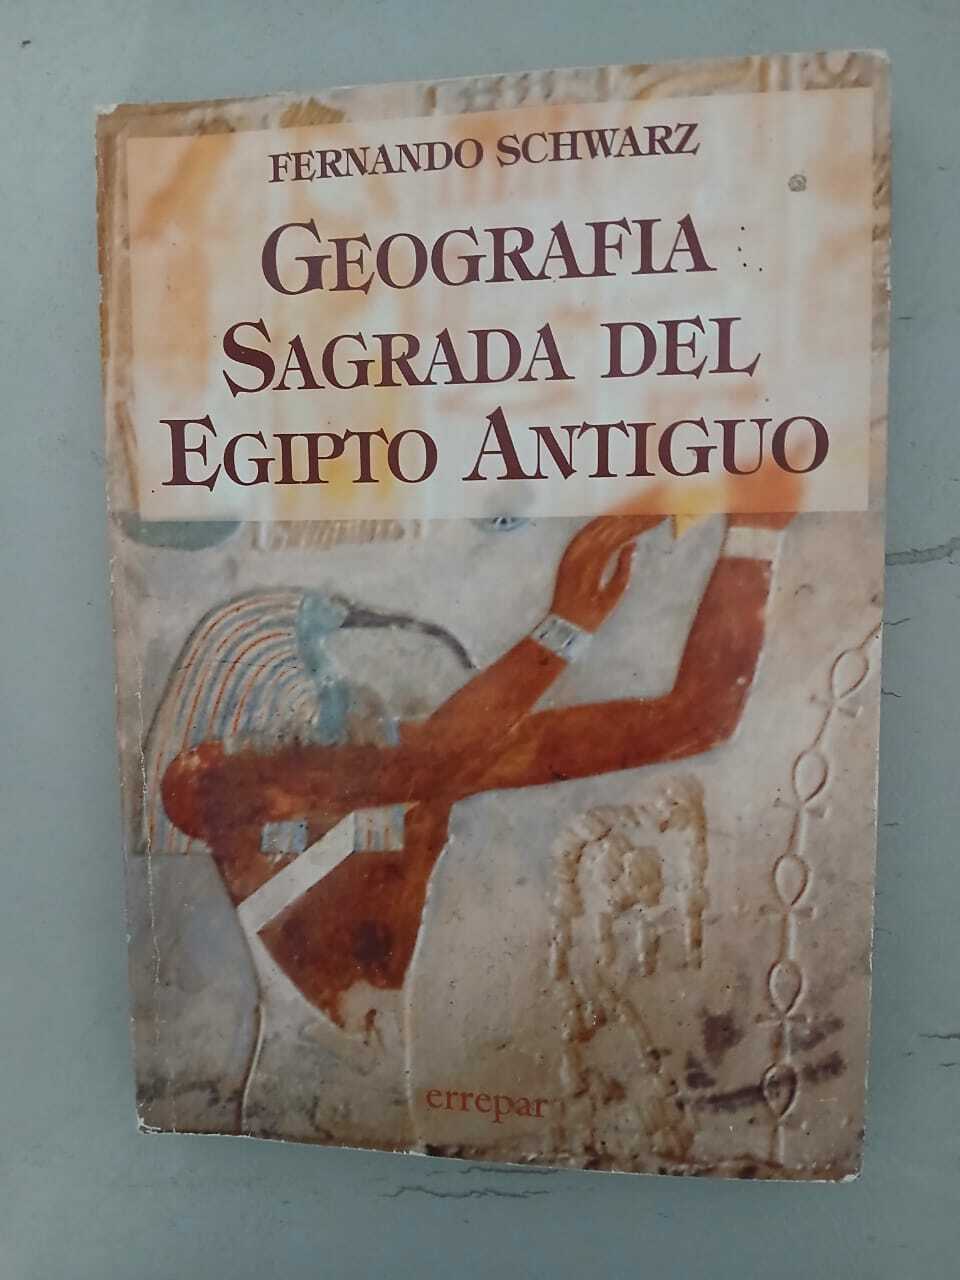 FERNANDO SCHWARZ
GEOGRAFIA
SAGRADA DEL
EGIPTO ANTIGUO
errepar